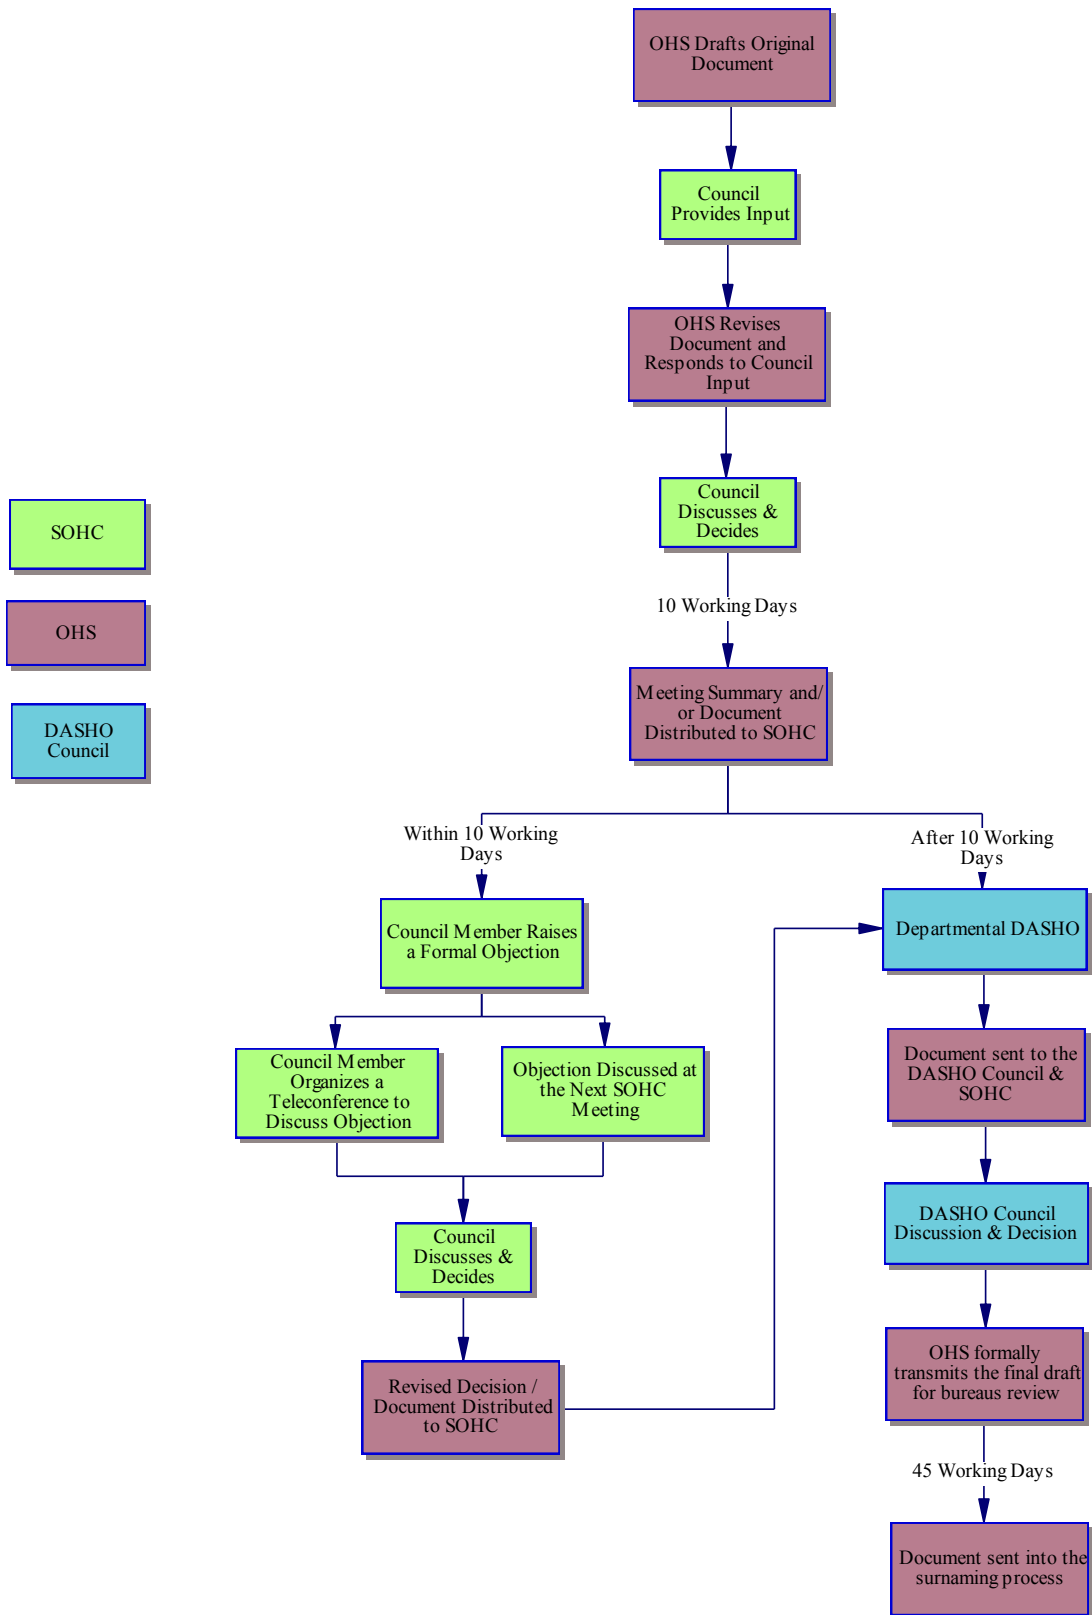 OHS Drafts Original
Document
Council
Provides Input
OHS Revises
Document and
Responds to Council
Input
Council
Discusses &
Decides
SOHC
OHS
DASHO
Council
10 Working Days
Meeting Summary and/
or Document
Distributed to SOHC
Within 10 Working
Days
After 10 Working
Days
Council Member Raises
a Formal Objection
Departmental DASHO
Council Member
Organizes a
Teleconference to
Discuss Objection
Objection Discussed at
the Next SOHC
Meeting
Document sent to the
DASHO Council &
SOHC
Council
Discusses &
Decides
DASHO Council
Discussion & Decision
Revised Decision /
Document Distributed
to SOHC
OHS formally
transmits the final draft
for bureaus review
45 Working Days
Document sent into the
surnaming process